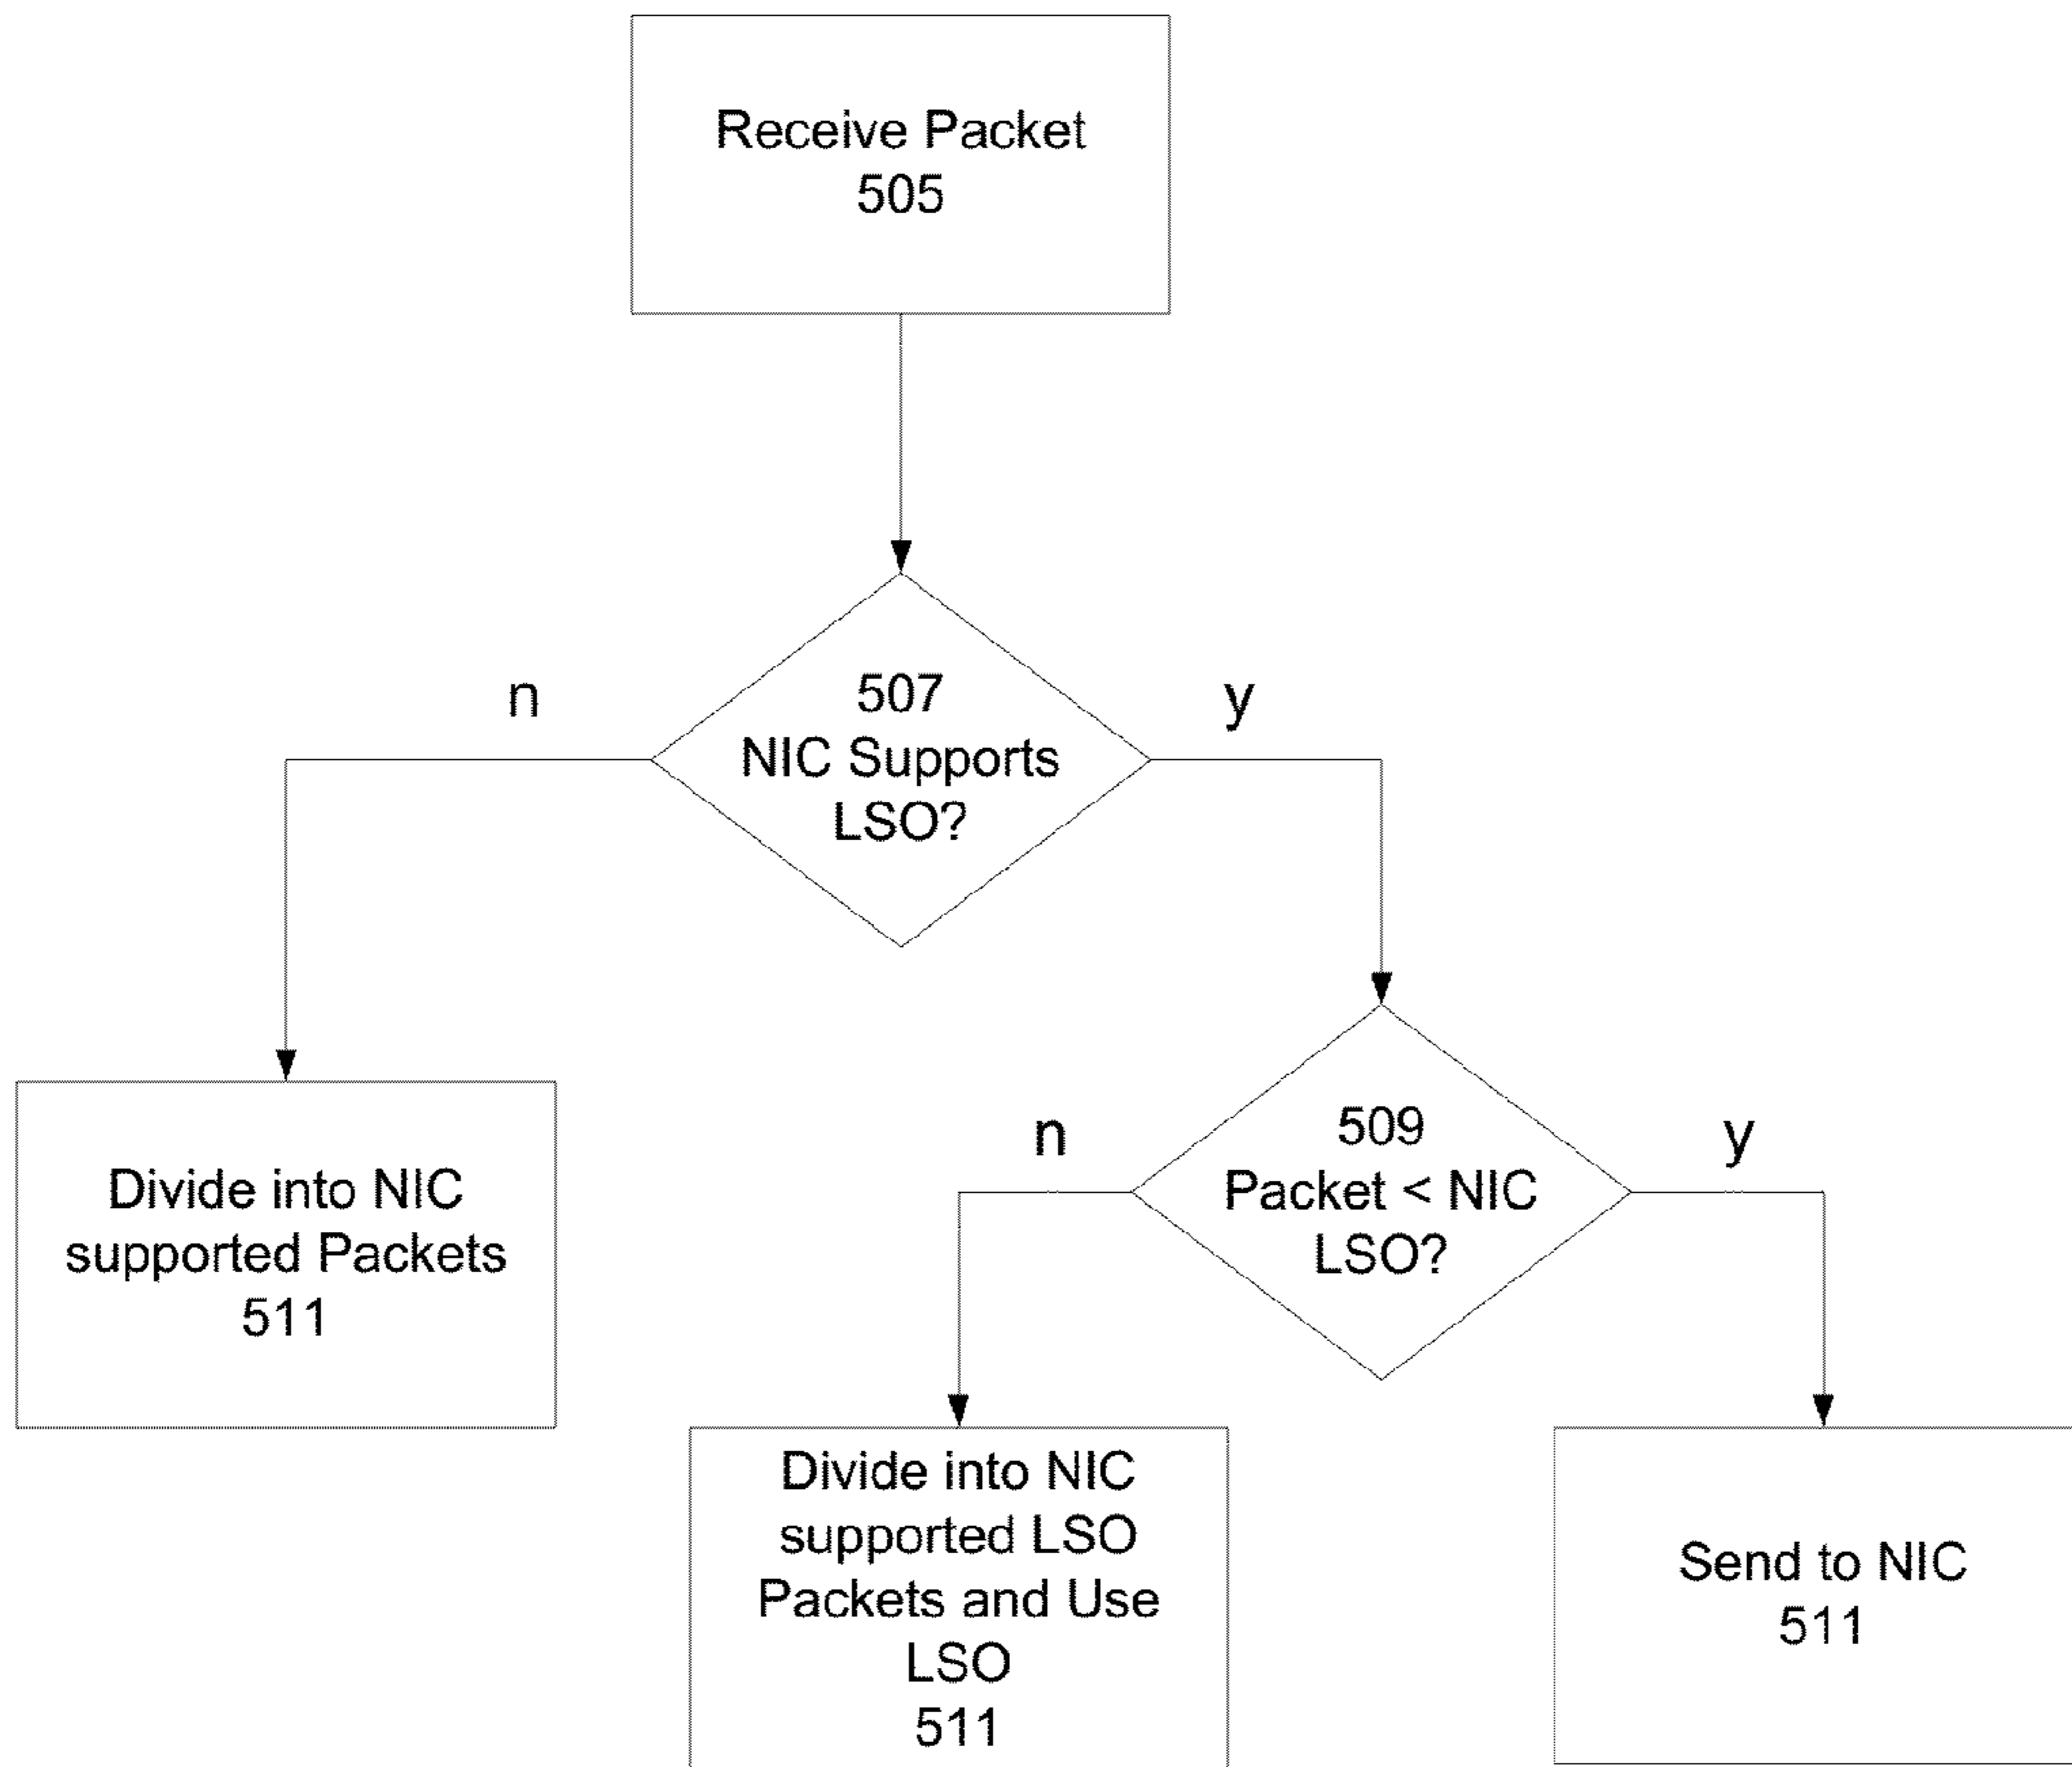 Receive Packet
505
n
507
NIC Supports
LSO?
y
Divide into NIC
supported Packets
511
n
509
Packet < NIC
LSO?
y
Divide into NIC
supported LSO
Packets and Use
LSO
511
Send to NIC
511